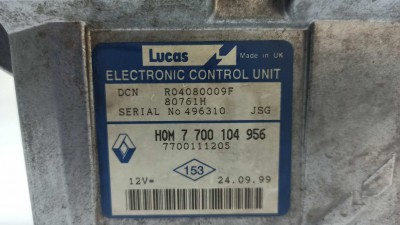 Lucas
Made in UK
ELECTRONIC CONTROL UNIT
DCN R04080009F
80761H
SERIAL No 496310 JSG
HOM 7 700 104 956
7700111205
153
12V= 24.09.99